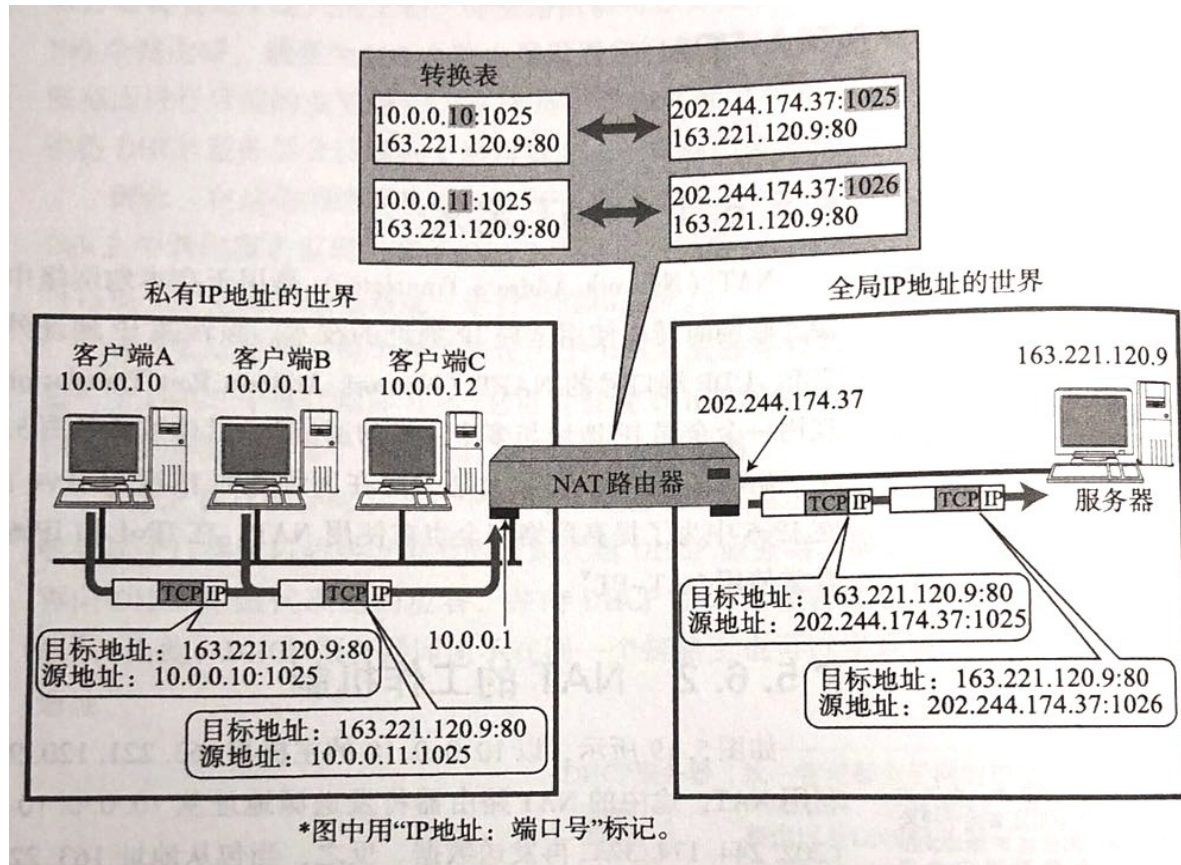 转换表
10.0.0.10:1025
163.221.120.9:80
202.244.174.37:1025
163.221.120.9:80
10.0.0.11:1025
163.221.120.9:80
202.244.174.37:1026
163.221.120.9:80
私有IP地址的世界
全局IP地址的世界
客户端A
10.0.0.10
客户端B
10.0.0.11
客户端C
10.0.0.12
163.221.120.9
202.244.174.37
NAT路由器
服务器
TCP IP
TCP IP
TCP IP
TCP IP
10.0.0.1
目标地址：163.221.120.9:80
源地址：10.0.0.10:1025
目标地址：163.221.120.9:80
源地址：10.0.0.11:1025
目标地址：163.221.120.9:80
源地址：202.244.174.37:1025
目标地址：163.221.120.9:80
源地址：202.244.174.37:1026
*图中用“IP地址：端口号”标记。